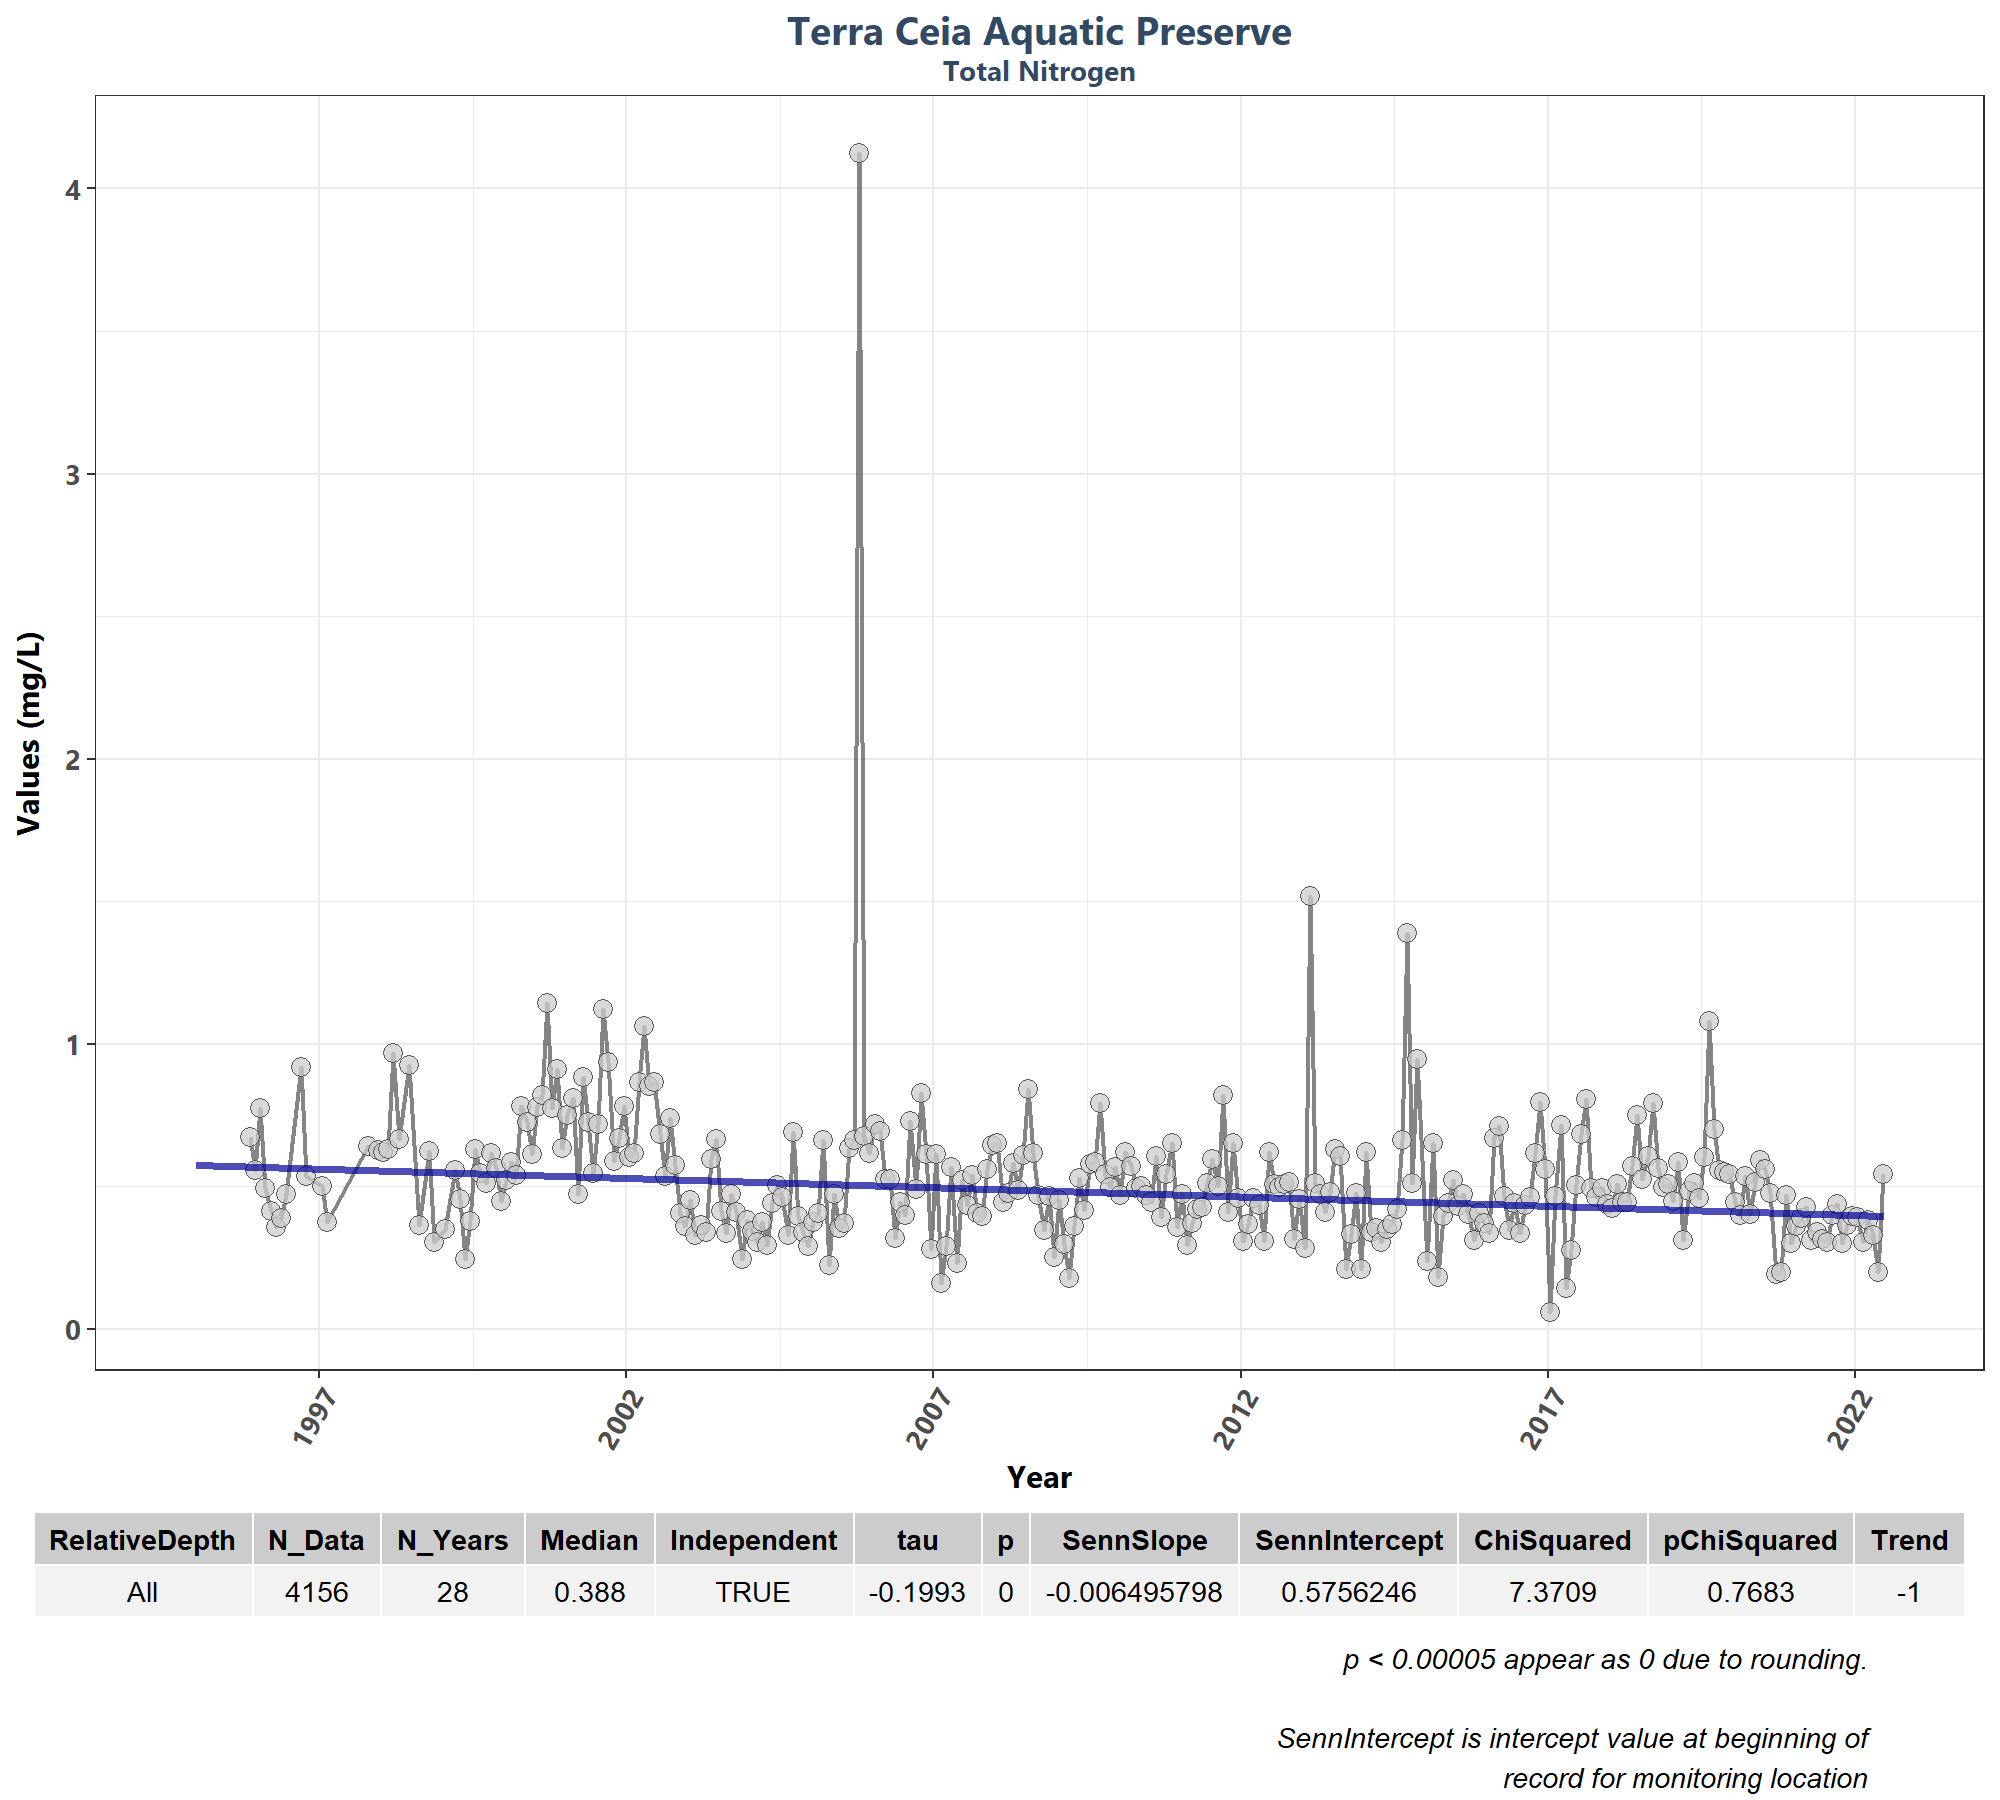 Terra Ceia Aquatic Preserve
Total Nitrogen
Values (mg/L)
4
3
2
1
0
1997
2002
2007
2012
2017
2022
Year
RelativeDepth N_Data N_Years Median Independent tau p SennSlope SennIntercept ChiSquared pChiSquared Trend
All 4156 28 0.388 TRUE -0.1993 0 -0.006495798 0.5756246 7.3709 0.7683 -1
p < 0.00005 appear as 0 due to rounding.
SennIntercept is intercept value at beginning of
record for monitoring location